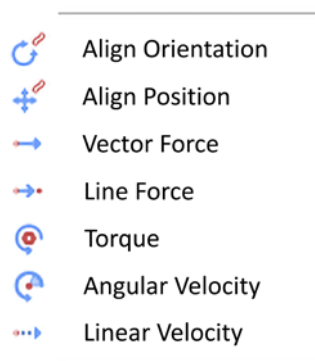 Align Orientation
Align Position
Vector Force
Line Force
Torque
Angular Velocity
Linear Velocity